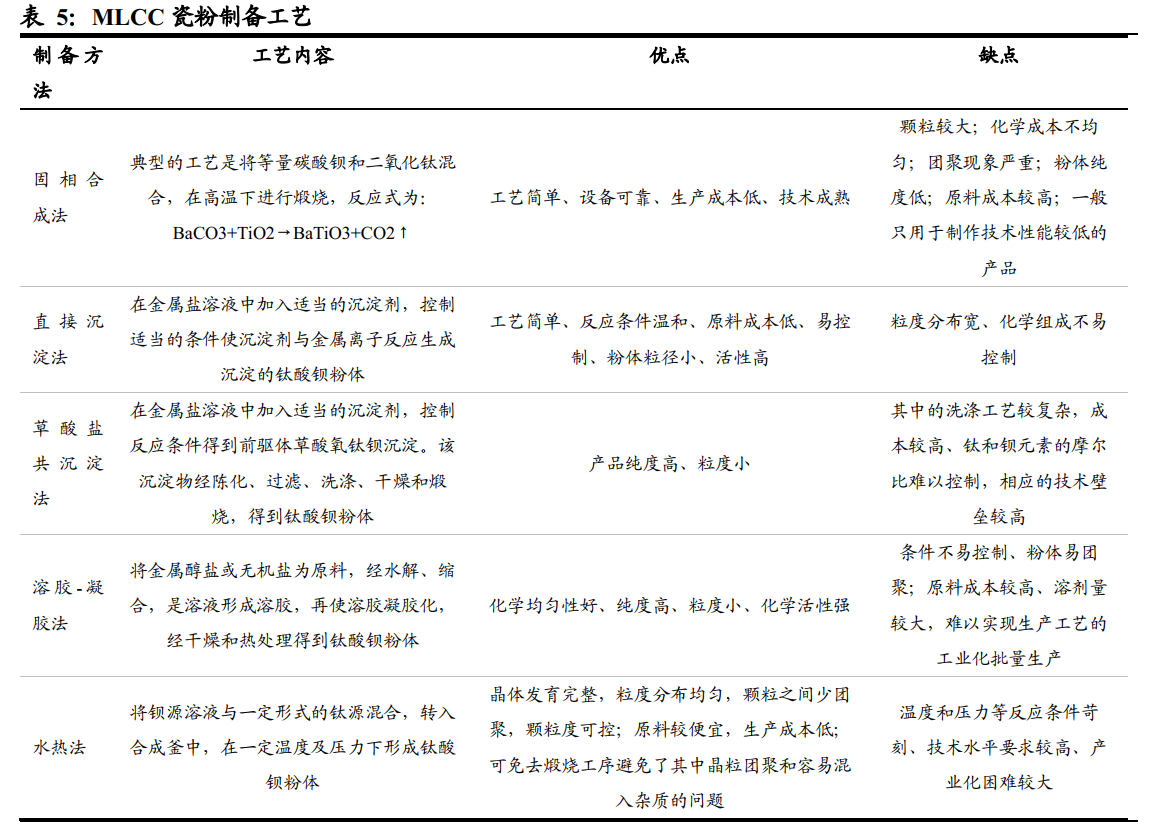 表 5：MLCC 瓷粉制备工艺
制备方法 工艺内容 优点 缺点
固相合成法
典型的工艺是将等量碳酸钡和二氧化钛混
合，在高温下进行煅烧，反应式为：
BaCO3+TiO2→BaTiO3+CO2↑
工艺简单、设备可靠、生产成本低、技术成熟
颗粒较大；化学成本不均
匀；团聚现象严重；粉体纯
度低；原料成本较高；一般
只用于制作技术性能较低的
产品
直接沉
淀法
在金属盐溶液中加入适当的沉淀剂，控制
适当的条件使沉淀剂与金属离子反应生成
沉淀的钛酸钡粉体
工艺简单、反应条件温和、原料成本低、易控
制、粉体粒径小、活性高
粒度分布宽、化学组成不易
控制
草酸盐
共沉淀
法
在金属盐溶液中加入适当的沉淀剂，控制
反应条件得到前驱体草酸氧钛钡沉淀。该
沉淀物经陈化、过滤、洗涤、干燥和煅
烧，得到钛酸钡粉体
产品纯度高、粒度小
其中的洗涤工艺较复杂，成
本较高、钛和钡元素的摩尔
比难以控制，相应的技术壁
垒较高
溶胶-凝
胶法
将金属醇盐或无机盐为原料，经水解、缩
合，是溶液形成溶胶，再使溶胶凝胶化，
经干燥和热处理得到钛酸钡粉体
化学均匀性好、纯度高、粒度小、化学活性强
条件不易控制、粉体易团
聚；原料成本较高、溶剂量
较大，难以实现生产工艺的
工业化批量生产
水热法
将钡源溶液与一定形式的钛源混合，转入
合成釜中，在一定温度及压力下形成钛酸
钡粉体
晶体发育完整，粒度分布均匀，颗粒之间少团
聚，颗粒度可控；原料较便宜，生产成本低；
可免去煅烧工序避免了其中晶粒团聚和容易混
入杂质的问题
温度和压力等反应条件苛
刻、技术水平要求较高、产
业化困难较大